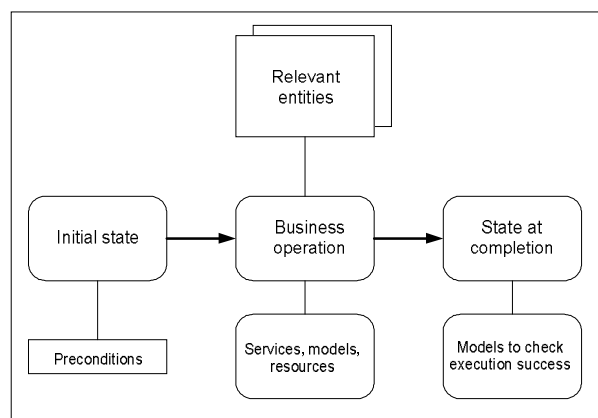 Relevant
entities
Initial state
Business
operation
State at
completion
Preconditions
Services, models,
resources
Models to check
execution success